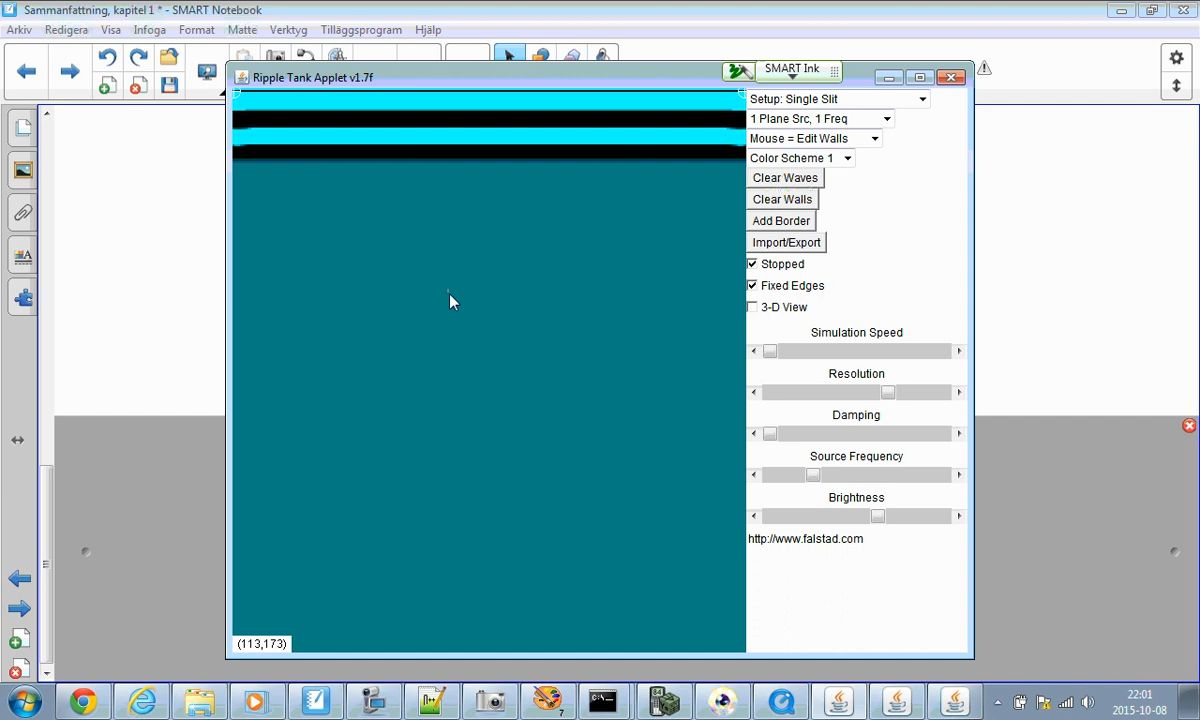 Sammanfattning, kapitel 1 * - SMART Notebook
Arkiv Redigera Visa Infoga Format Matte Verktyg Tilläggsprogram Hjälp
Ripple Tank Applet v1.7f
SMART Ink
Setup: Single Slit
1 Plane Src, 1 Freq
Mouse = Edit Walls
Color Scheme 1
Clear Waves
Clear Walls
Add Border
Import/Export
Stopped
Fixed Edges
3-D View
Simulation Speed
Resolution
Damping
Source Frequency
Brightness
http://www.falstad.com
(113,173)
22:01
2015-10-08